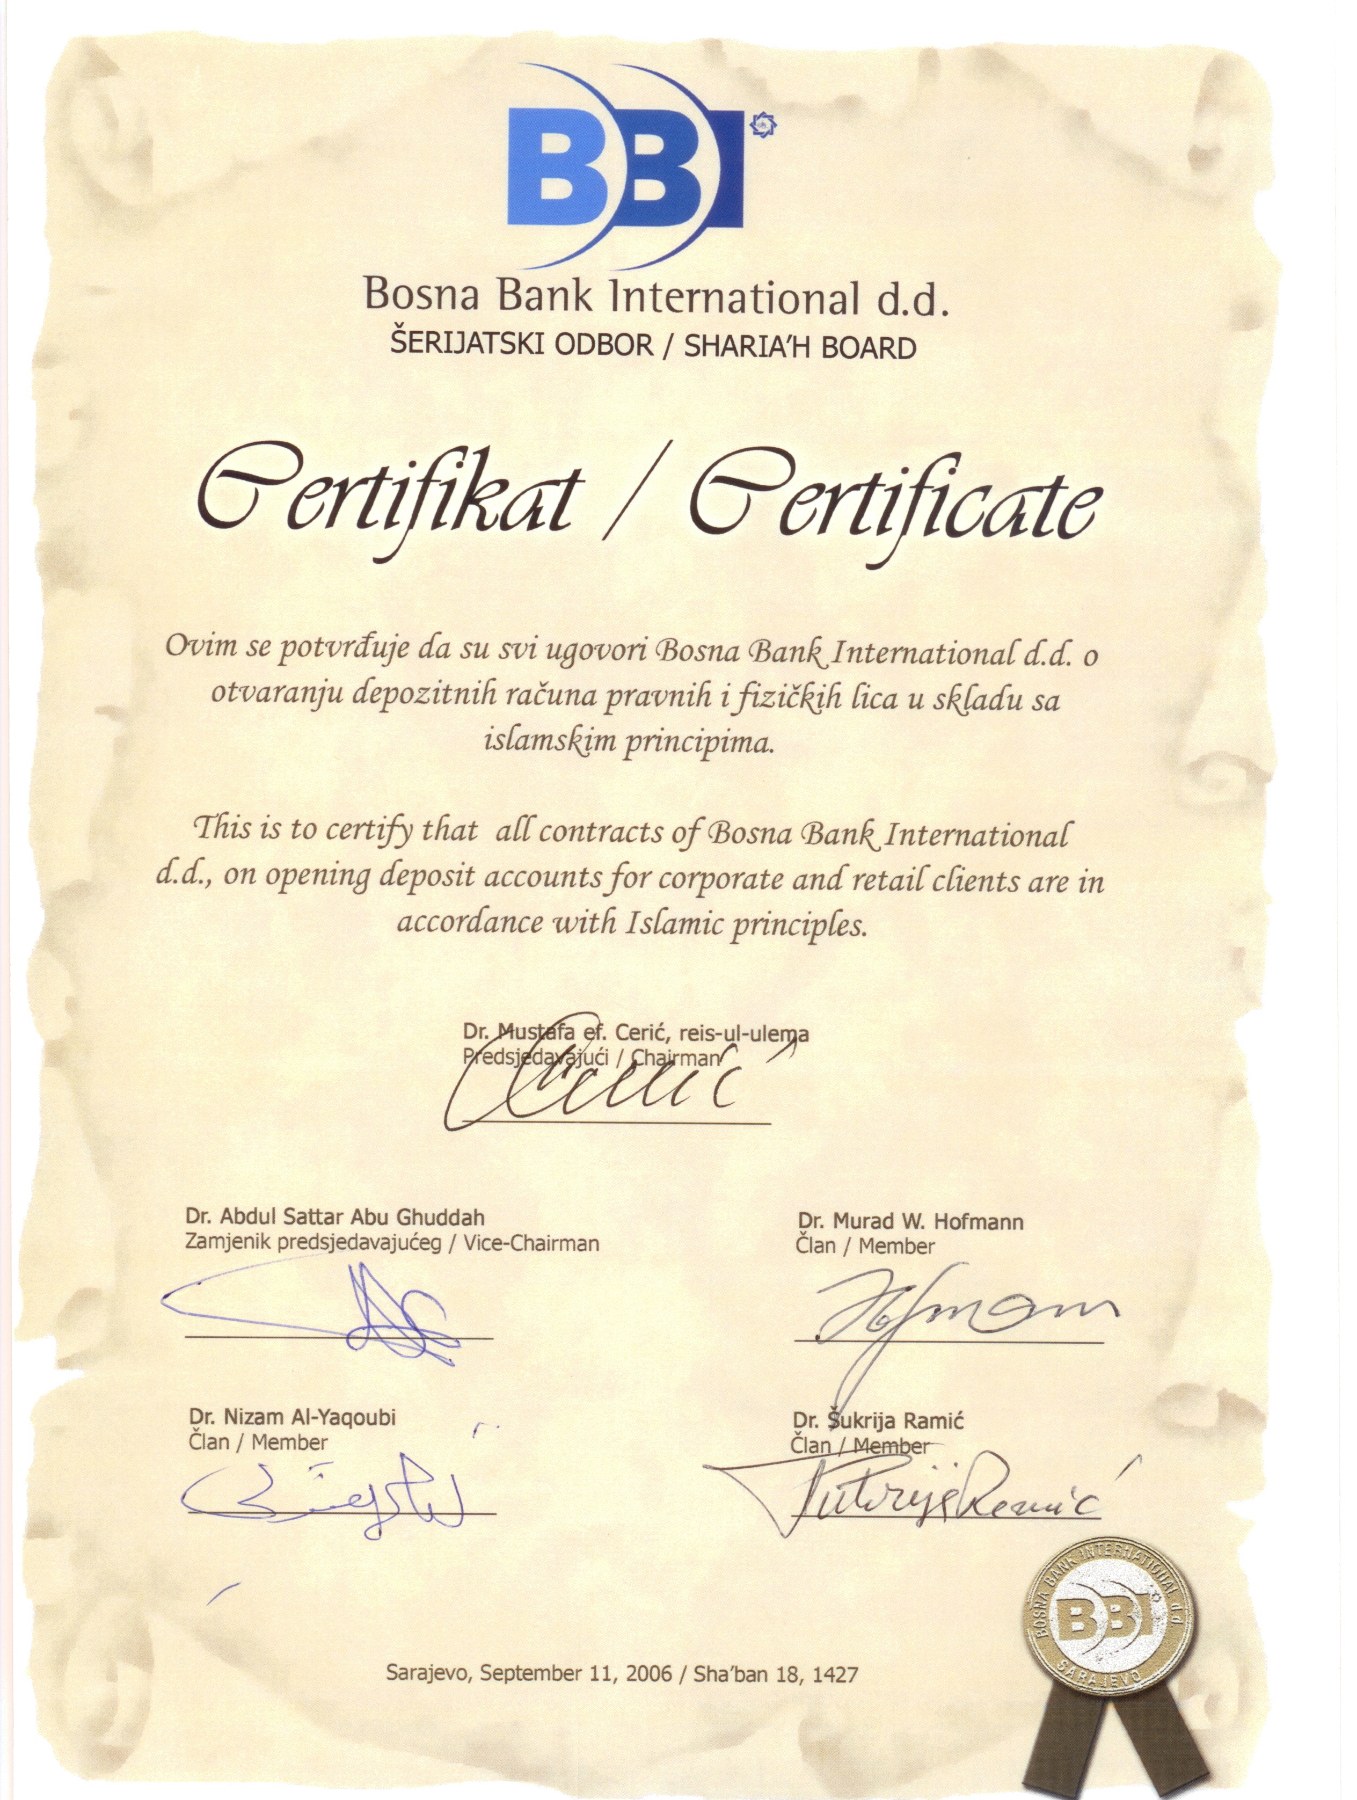 BBI
Bosna Bank International d.d.
ŠERIJATSKI ODBOR / SHARIA'H BOARD
Certifikat / Certificate
Ovim se potvrđuje da su svi ugovori Bosna Bank International d.d. o
otvaranju depozitnih računa pravnih i fizičkih lica u skladu sa
islamskim principima.
This is to certify that all contracts of Bosna Bank International
d.d., on opening deposit accounts for corporate and retail clients are in
accordance with Islamic principles.
Dr. Mustafa ef. Cerić, reis-ul-ulema
Predsjedavajući / Chairman
Dr. Abdul Sattar Abu Ghuddah
Zamjenik predsjedavajućeg / Vice-Chairman
Dr. Murad W. Hofmann
Član / Member
Hofmann
Dr. Nizam Al-Yaqoubi
Član / Member
Dr. Šukrija Ramić
Član / Member
Šukrija Ramić
BOSNA BANK INTERNATIONAL d.d.
BBI
SARAJEVO
Sarajevo, September 11, 2006 / Sha'ban 18, 1427